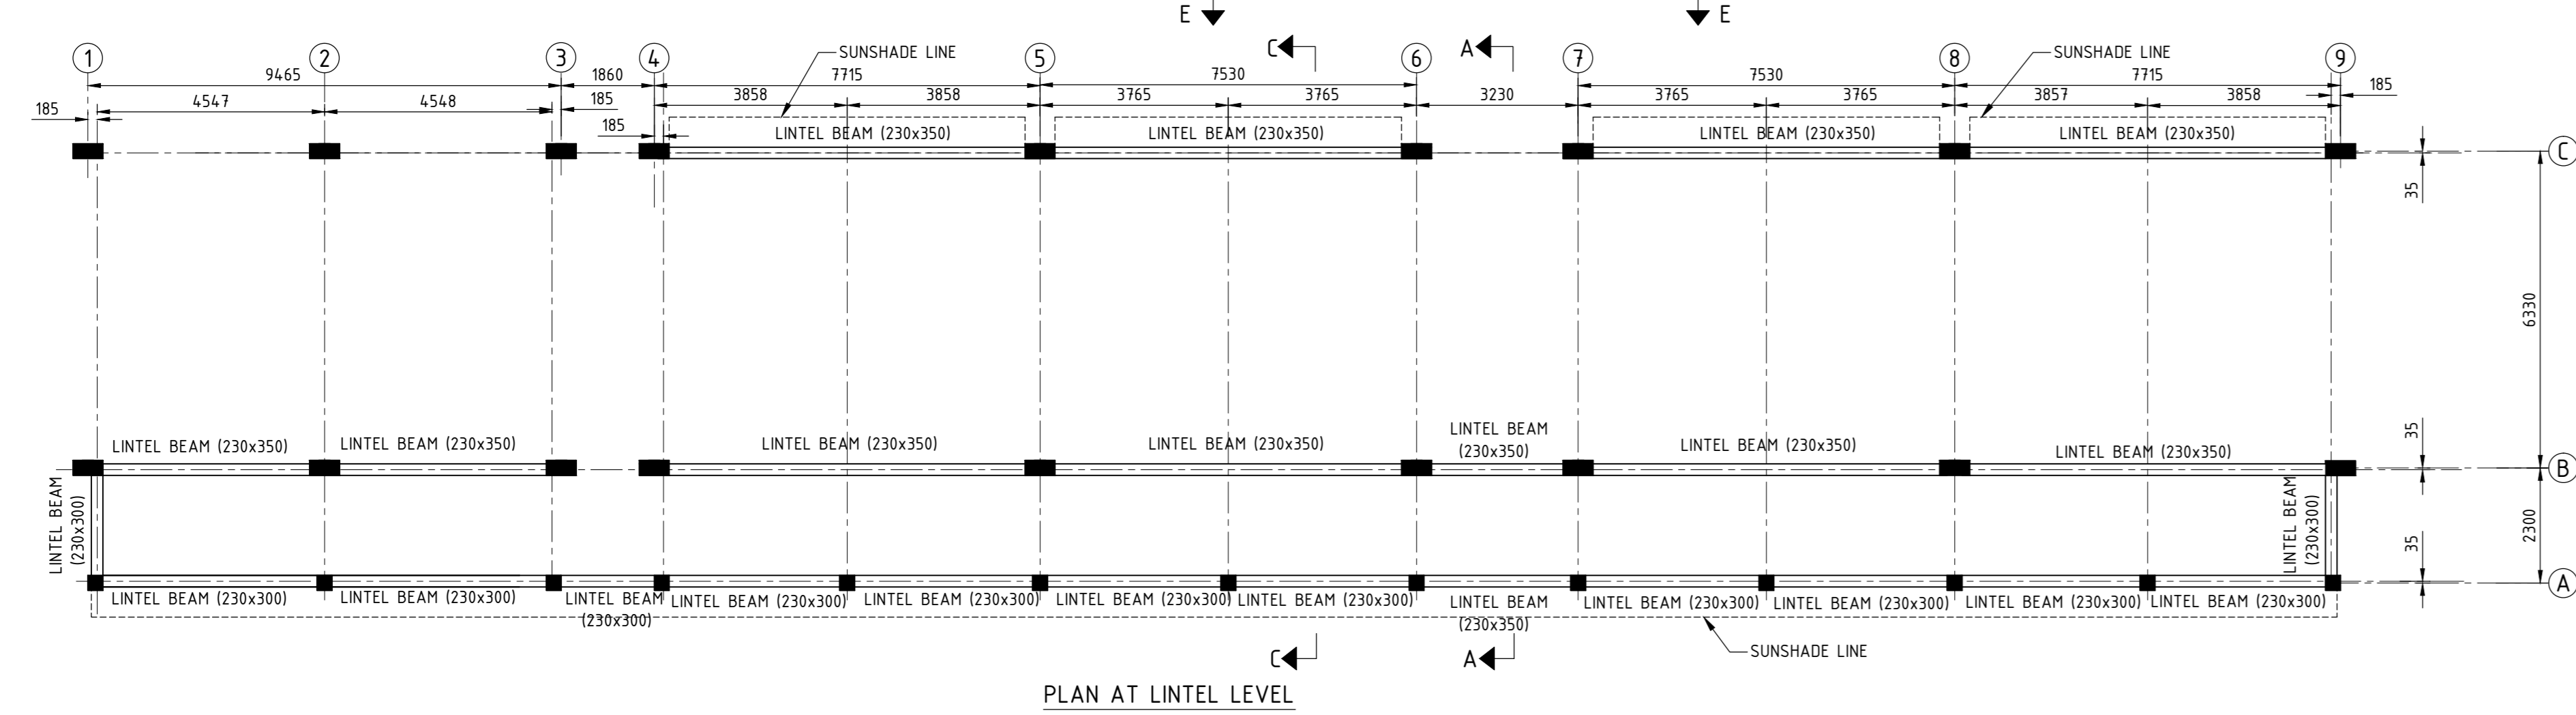 E E
C A
1 2 3 4 5 6 7 8 9
SUNSHADE LINE SUNSHADE LINE
9465 1860 7715 7530 7530 7715
185 4547 4548 185 3858 3858 3765 3765 3230 3765 3765 3857 3858 185
185
LINTEL BEAM (230x350) LINTEL BEAM (230x350) LINTEL BEAM (230x350) LINTEL BEAM (230x350)
C
35
6330
LINTEL BEAM (230x350) LINTEL BEAM (230x350) LINTEL BEAM (230x350) LINTEL BEAM (230x350) LINTEL BEAM LINTEL BEAM (230x350) LINTEL BEAM (230x350)
(230x350)
35
B
LINTEL BEAM
(230x300)
LINTEL BEAM
(230x300)
2300
35
A
LINTEL BEAM (230x300) LINTEL BEAM (230x300) LINTEL BEAM LINTEL BEAM (230x300) LINTEL BEAM (230x300) LINTEL BEAM (230x300) LINTEL BEAM (230x300) LINTEL BEAM LINTEL BEAM (230x300) LINTEL BEAM (230x300) LINTEL BEAM (230x300) LINTEL BEAM (230x300)
(230x300) (230x350)
SUNSHADE LINE
C A
PLAN AT LINTEL LEVEL